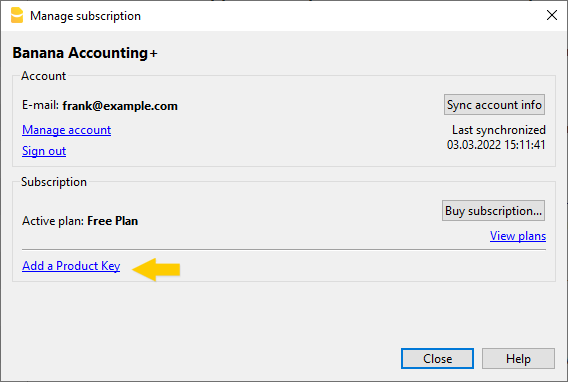 Manage subscription
Banana Accounting+
Account
E-mail: frank@example.com
Sync account info
Manage account
Last synchronized
Sign out
03.03.2022 15:11:41
Subscription
Active plan: Free Plan
Buy subscription...
View plans
Add a Product Key
Close
Help